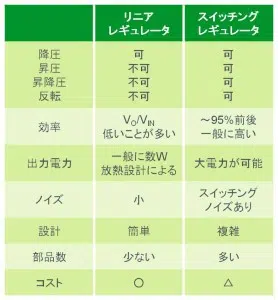 リニア
レギュレータ
スイッチング
レギュレータ
降圧 可 可
昇圧 不可 可
昇降圧 不可 可
反転 不可 可
効率
VO/VIN
低いことが多い
～95%前後
一般に高い
出力電力
一般に数W
放熱設計による
大電力が可能
ノイズ
小
スイッチング
ノイズあり
設計 簡単 複雑
部品数 少ない 多い
コスト ○ △